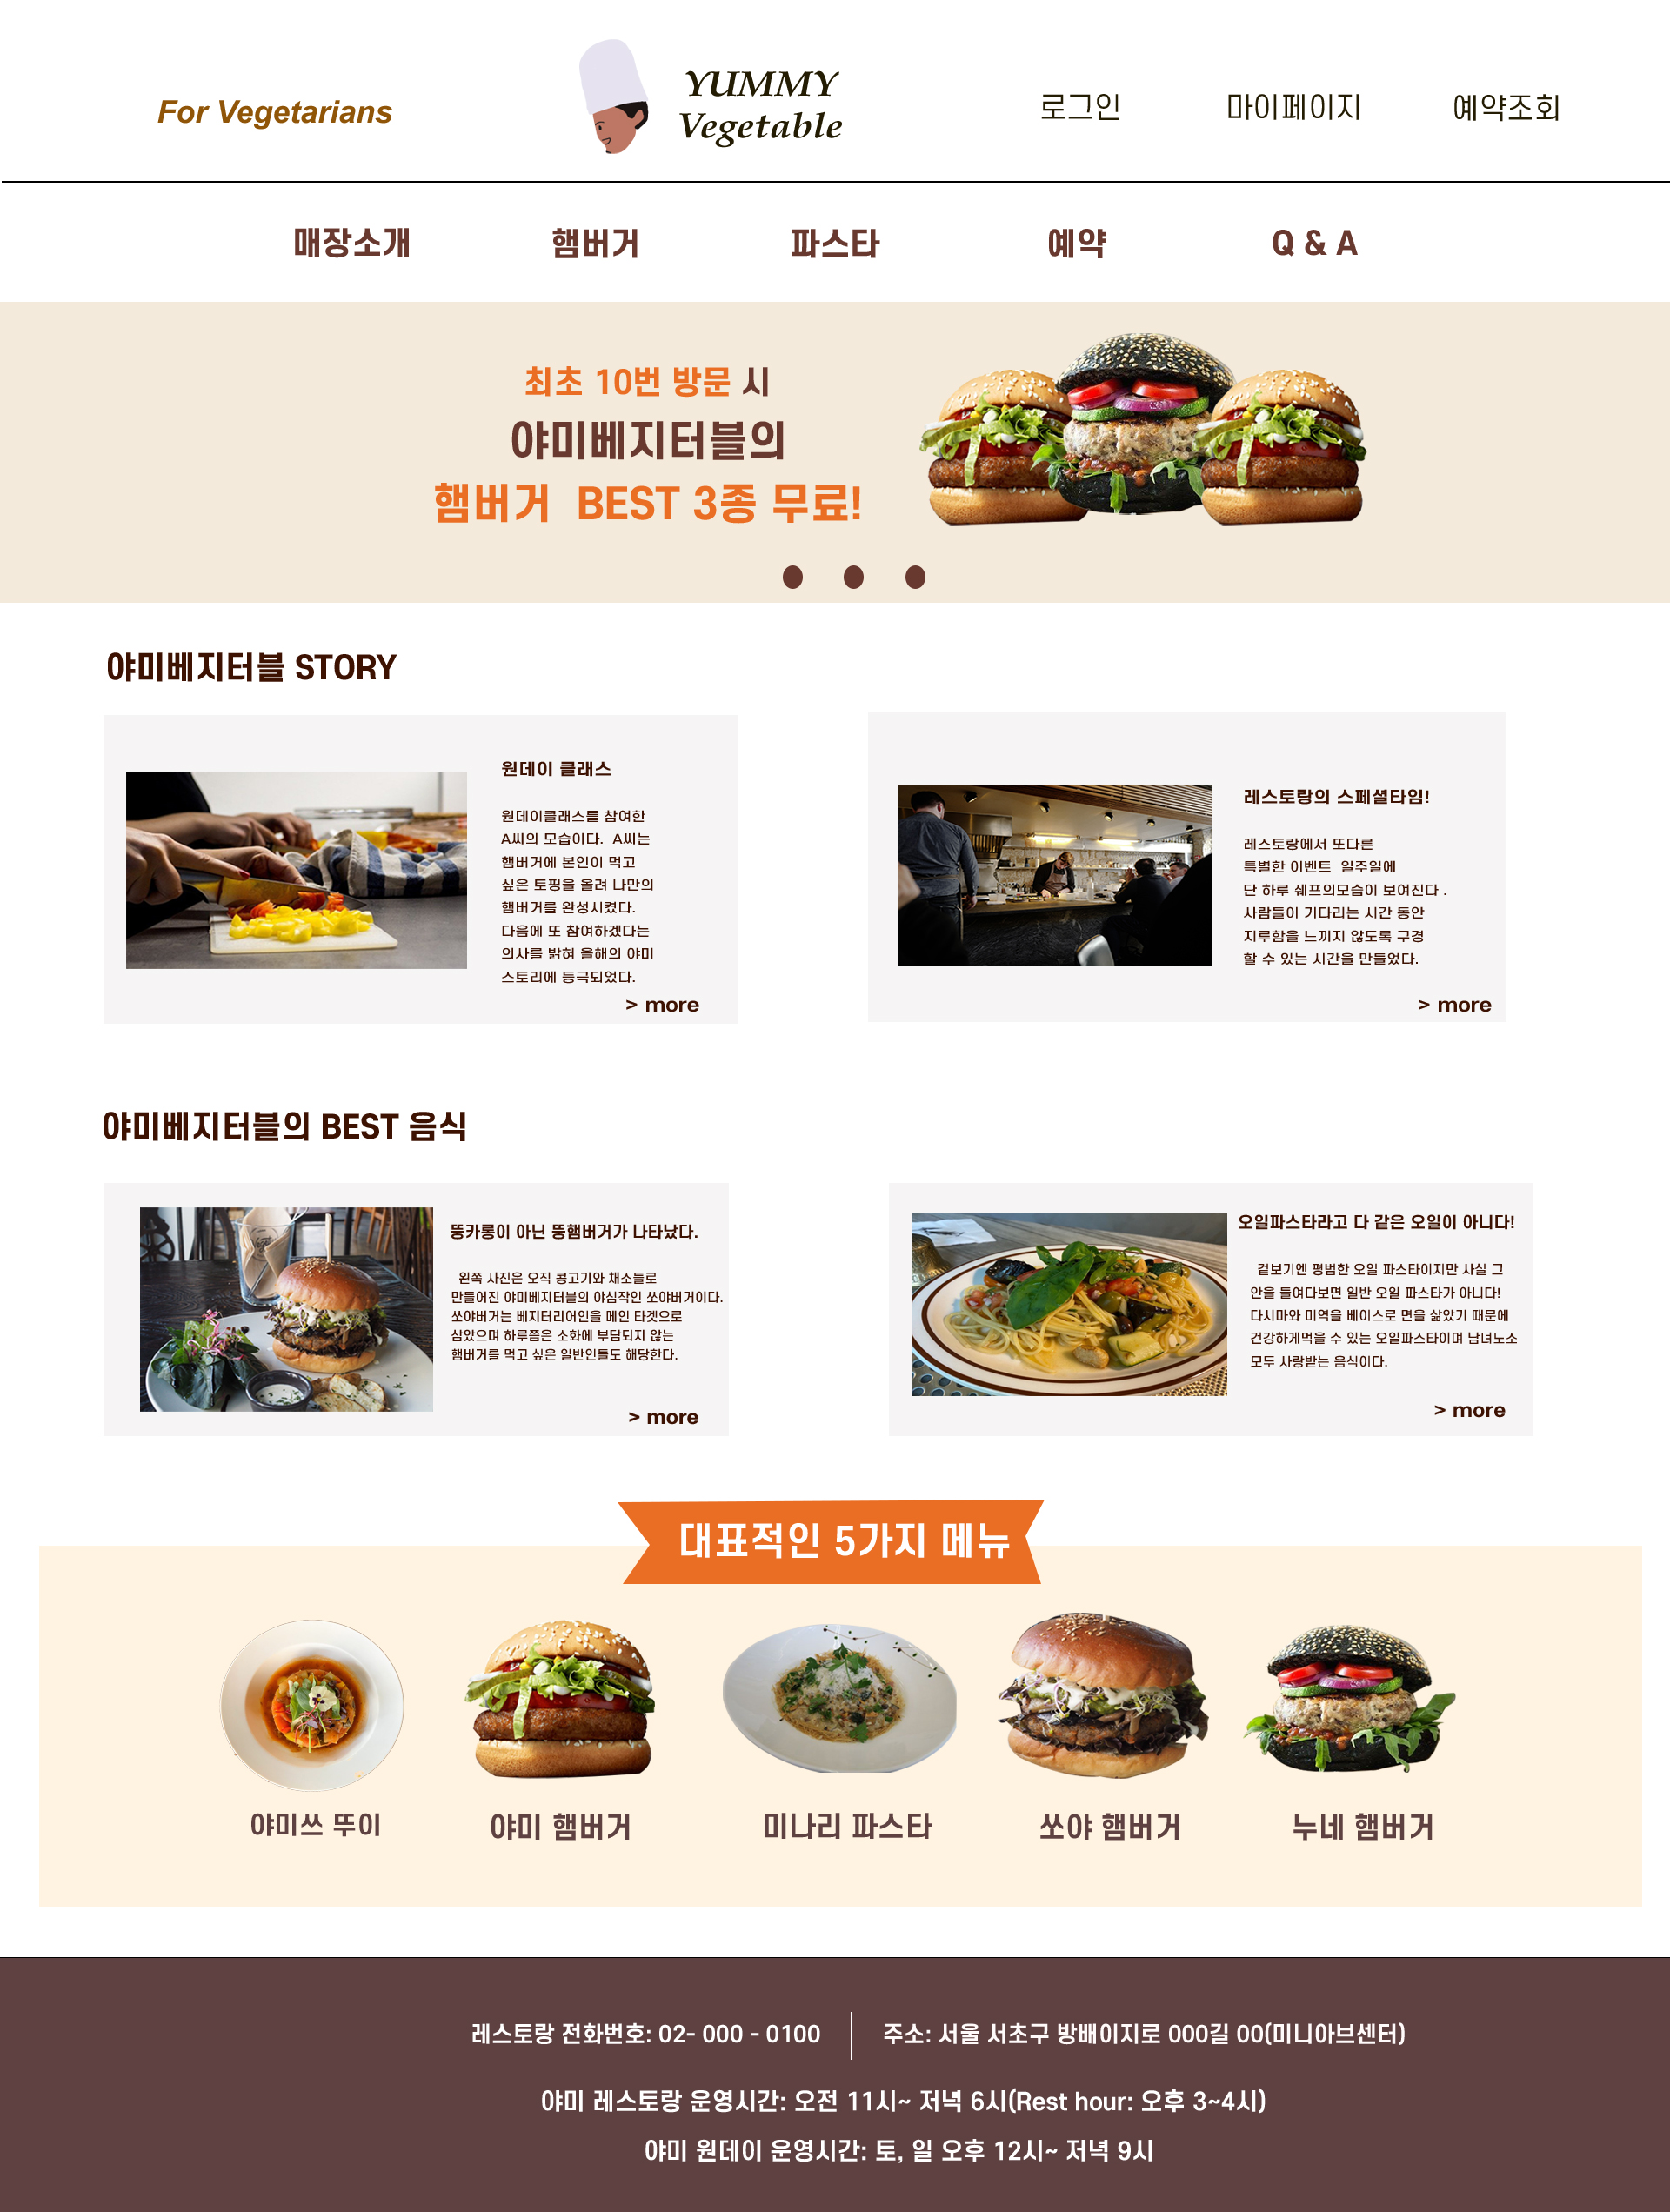 For Vegetarians
YUMMY
Vegetable
로그인
마이페이지
예약조회
매장소개
햄버거
파스타
예약
Q & A
최초 10번 방문 시
야미베지터블의
햄버거 BEST 3종 무료!
야미베지터블 STORY
원데이 클래스
원데이클래스를 참여한
A씨의 모습이다. A씨는
햄버거에 본인이 먹고
싶은 토핑을 올려 나만의
햄버거를 완성시켰다.
다음에 또 참여하겠다는
의사를 밝혀 올해의 야미
스토리에 등극되었다.
> more
레스토랑의 스페셜타임!
레스토랑에서 또다른
특별한 이벤트 일주일에
단 하루 쉐프의모습이 보여진다 .
사람들이 기다리는 시간 동안
지루함을 느끼지 않도록 구경
할 수 있는 시간을 만들었다.
> more
야미베지터블의 BEST 음식
뚱카롱이 아닌 뚱햄버거가 나타났다.
왼쪽 사진은 오직 콩고기와 채소들로
만들어진 야미베지터블의 야심작인 쏘야버거이다.
쏘야버거는 베지터리어인을 메인 타겟으로
삼았으며 하루쯤은 소화에 부담되지 않는
햄버거를 먹고 싶은 일반인들도 해당한다.
> more
오일파스타라고 다 같은 오일이 아니다!
겉보기엔 평범한 오일 파스타이지만 사실 그
안을 들여다보면 일반 오일 파스타가 아니다!
다시마와 미역을 베이스로 면을 삶았기 때문에
건강하게먹을 수 있는 오일파스타이며 남녀노소
모두 사랑받는 음식이다.
> more
대표적인 5가지 메뉴
야미쓰 뚜이
야미 햄버거
미나리 파스타
쏘야 햄버거
누네 햄버거
레스토랑 전화번호: 02- 000 - 0100
주소: 서울 서초구 방배이지로 000길 00(미니아브센터)
야미 레스토랑 운영시간: 오전 11시~ 저녁 6시(Rest hour: 오후 3~4시)
야미 원데이 운영시간: 토, 일 오후 12시~ 저녁 9시